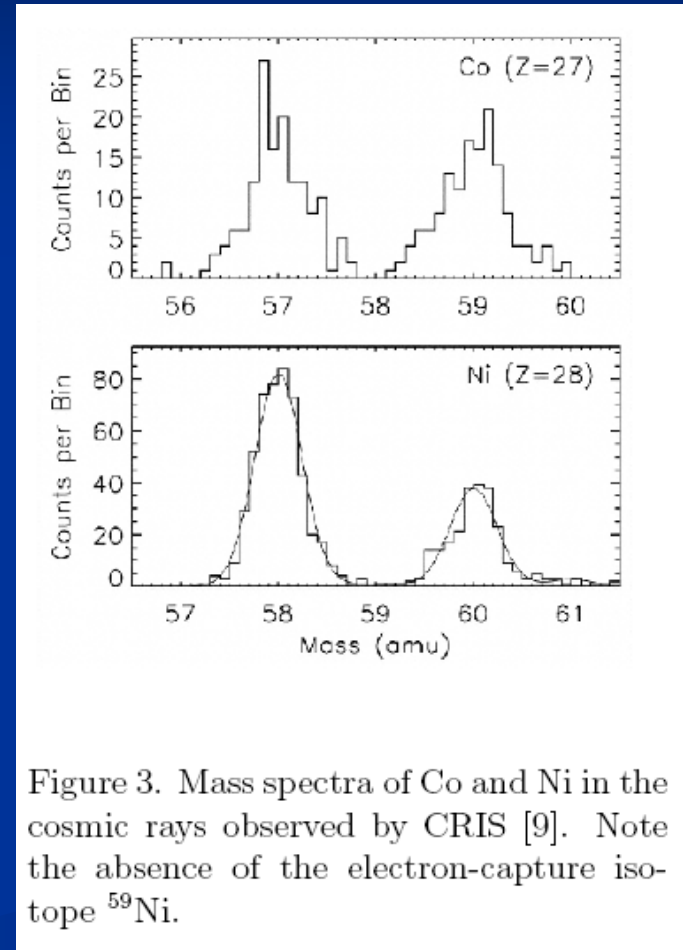 Co (Z=27)
Counts per Bin
25
20
15
10
5
0
56 57 58 59 60
Ni (Z=28)
Counts per Bin
80
60
40
20
0
57 58 59 60 61
Mass (amu)
Figure 3. Mass spectra of Co and Ni in the
cosmic rays observed by CRIS [9]. Note
the absence of the electron-capture iso-
tope ⁵⁹Ni.